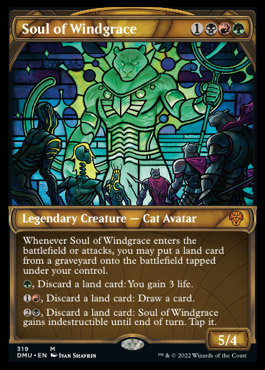 Soul of Windgrace 1
Legendary Creature — Cat Avatar
Whenever Soul of Windgrace enters the
battlefield or attacks, you may put a land card
from a graveyard onto the battlefield tapped
under your control.
, Discard a land card: You gain 3 life.
1 , Discard a land card: Draw a card.
2 , Discard a land card: Soul of Windgrace
gains indestructible until end of turn. Tap it.
5/4
319 M
DMU • EN Ivan Shavrin
™ & © 2022 Wizards of the Coast